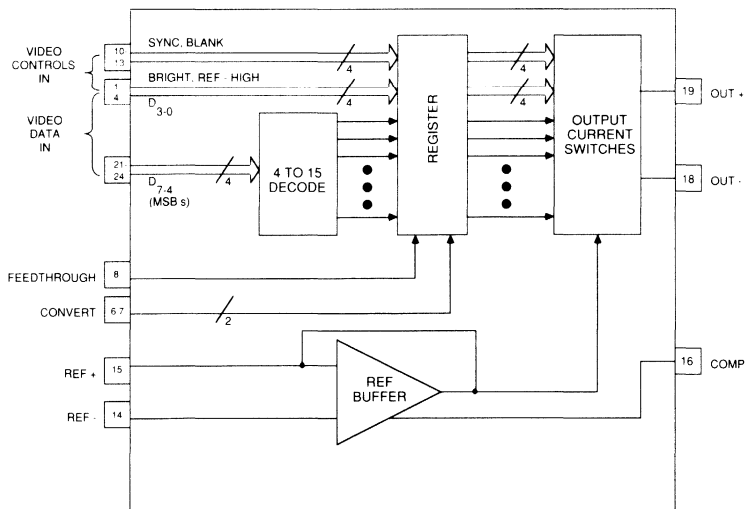 VIDEO
CONTROLS
IN
10
13
SYNC, BLANK
4
4
1
4
BRIGHT, REF - HIGH
4
4
D3-0
VIDEO
DATA
IN
21
24
D7-4
(MSB s)
4
4 TO 15
DECODE
REGISTER
OUTPUT
CURRENT
SWITCHES
19
OUT +
18
OUT -
FEEDTHROUGH
8
CONVERT
6,7
2
REF +
15
REF -
14
REF
BUFFER
16
COMP